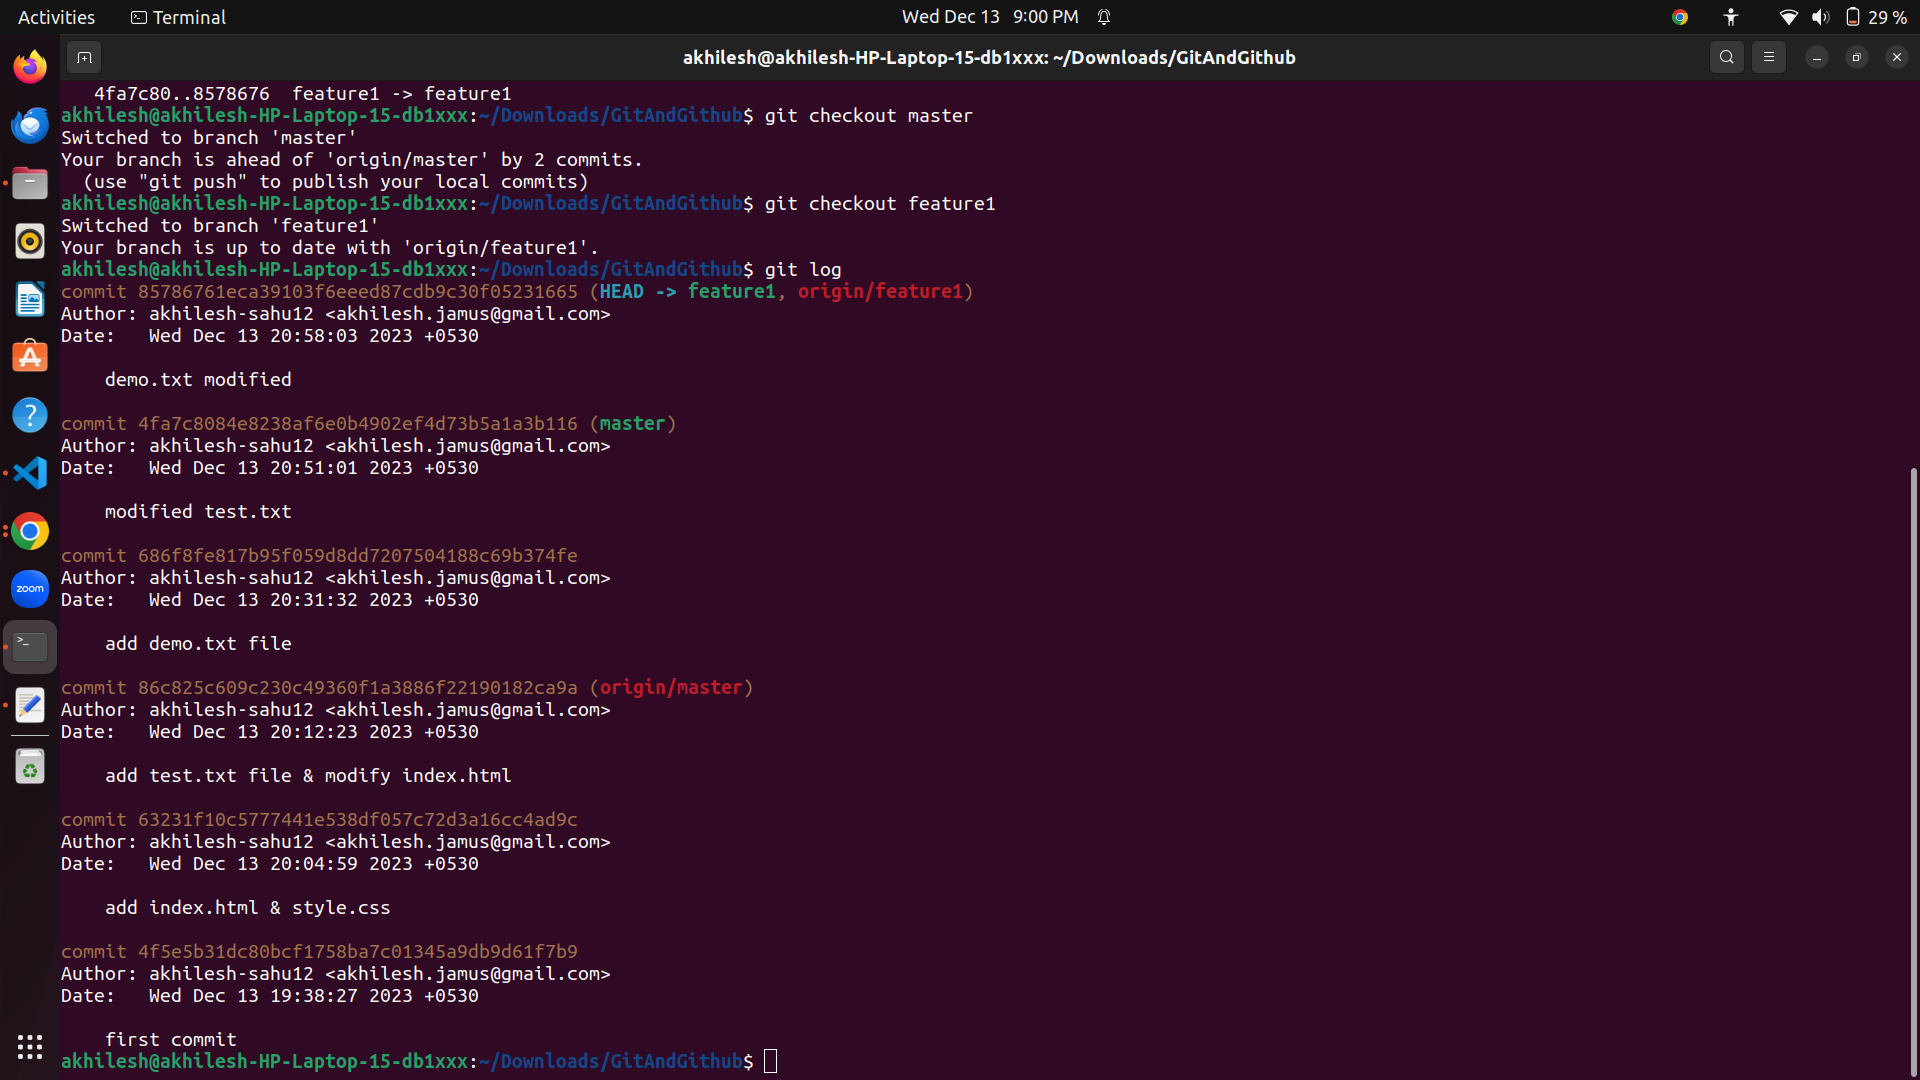 Activities Terminal Wed Dec 13 9:00 PM 29 %
akhilesh@akhilesh-HP-Laptop-15-db1xxx: ~/Downloads/GitAndGithub
   4fa7c80..8578676  feature1 -> feature1
akhilesh@akhilesh-HP-Laptop-15-db1xxx:~/Downloads/GitAndGithub$ git checkout master
Switched to branch 'master'
Your branch is ahead of 'origin/master' by 2 commits.
  (use "git push" to publish your local commits)
akhilesh@akhilesh-HP-Laptop-15-db1xxx:~/Downloads/GitAndGithub$ git checkout feature1
Switched to branch 'feature1'
Your branch is up to date with 'origin/feature1'.
akhilesh@akhilesh-HP-Laptop-15-db1xxx:~/Downloads/GitAndGithub$ git log
commit 85786761eca39103f6eeed87cdb9c30f05231665 (HEAD -> feature1, origin/feature1)
Author: akhilesh-sahu12 <akhilesh.jamus@gmail.com>
Date:   Wed Dec 13 20:58:03 2023 +0530
    demo.txt modified
commit 4fa7c8084e8238af6e0b4902ef4d73b5a1a3b116 (master)
Author: akhilesh-sahu12 <akhilesh.jamus@gmail.com>
Date:   Wed Dec 13 20:51:01 2023 +0530
    modified test.txt
commit 686f8fe817b95f059d8dd7207504188c69b374fe
Author: akhilesh-sahu12 <akhilesh.jamus@gmail.com>
Date:   Wed Dec 13 20:31:32 2023 +0530
zoom
    add demo.txt file
commit 86c825c609c230c49360f1a3886f22190182ca9a (origin/master)
Author: akhilesh-sahu12 <akhilesh.jamus@gmail.com>
Date:   Wed Dec 13 20:12:23 2023 +0530
    add test.txt file & modify index.html
commit 63231f10c5777441e538df057c72d3a16cc4ad9c
Author: akhilesh-sahu12 <akhilesh.jamus@gmail.com>
Date:   Wed Dec 13 20:04:59 2023 +0530
    add index.html & style.css
commit 4f5e5b31dc80bcf1758ba7c01345a9db9d61f7b9
Author: akhilesh-sahu12 <akhilesh.jamus@gmail.com>
Date:   Wed Dec 13 19:38:27 2023 +0530
    first commit
akhilesh@akhilesh-HP-Laptop-15-db1xxx:~/Downloads/GitAndGithub$